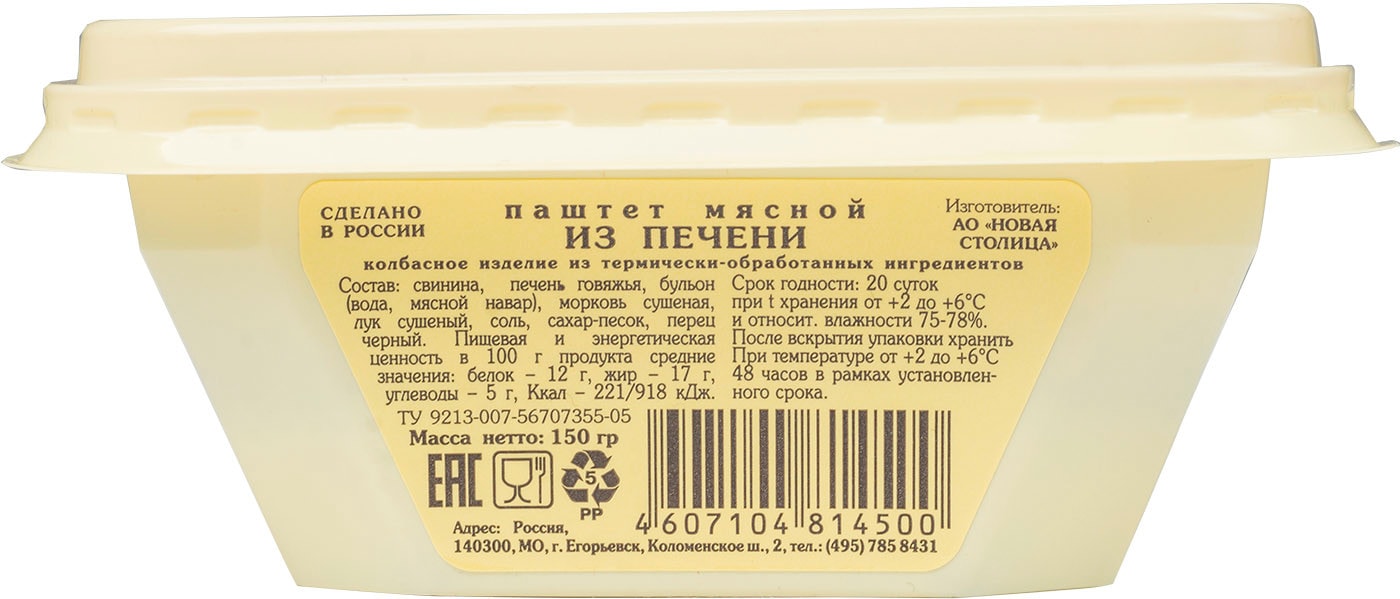 СДЕЛАНО
В РОССИИ
ПАШТЕТ МЯСНОЙ
ИЗ ПЕЧЕНИ
Изготовитель:
АО «НОВАЯ
СТОЛИЦА»
колбасное изделие из термически-обработанных ингредиентов
Состав: свинина, печень говяжья, бульон
(вода, мясной навар), морковь сушеная,
лук сушеный, соль, сахар-песок, перец
черный. Пищевая и энергетическая
ценность в 100 г продукта средние
значения: белок – 12 г, жир – 17 г,
углеводы – 5 г, Ккал – 221/918 кДж.
Срок годности: 20 суток
при t хранения от +2 до +6°C
и относит. влажности 75-78%.
После вскрытия упаковки хранить
При температуре от +2 до +6°C
48 часов в рамках установлен-
ного срока.
ТУ 9213-007-56707355-05
Масса нетто: 150 гр
EAC
5
PP
4 607104 814500
Адрес: Россия,
140300, МО, г. Егорьевск, Коломенское ш., 2, тел.: (495) 785 8431